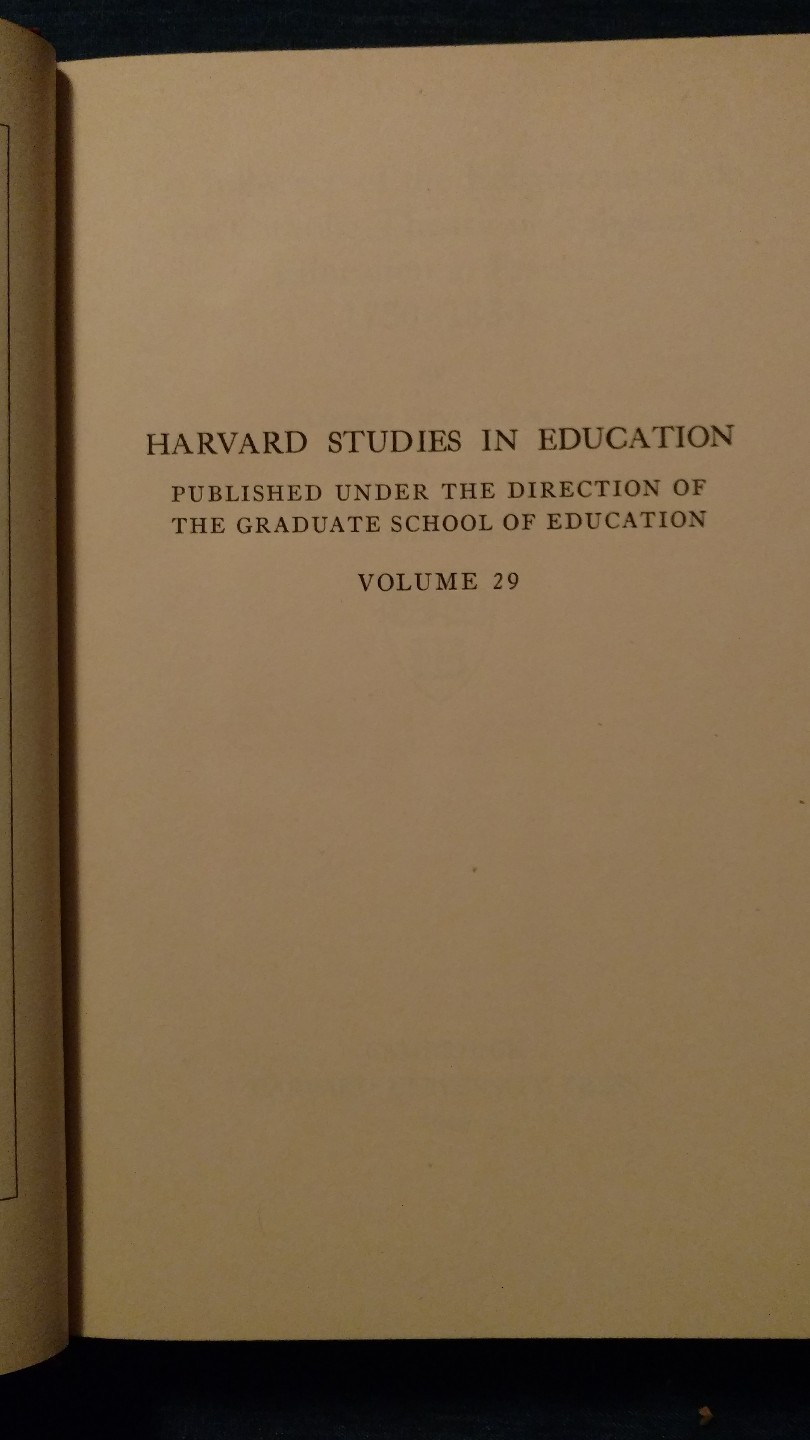 HARVARD STUDIES IN EDUCATION
PUBLISHED UNDER THE DIRECTION OF
THE GRADUATE SCHOOL OF EDUCATION
VOLUME 29